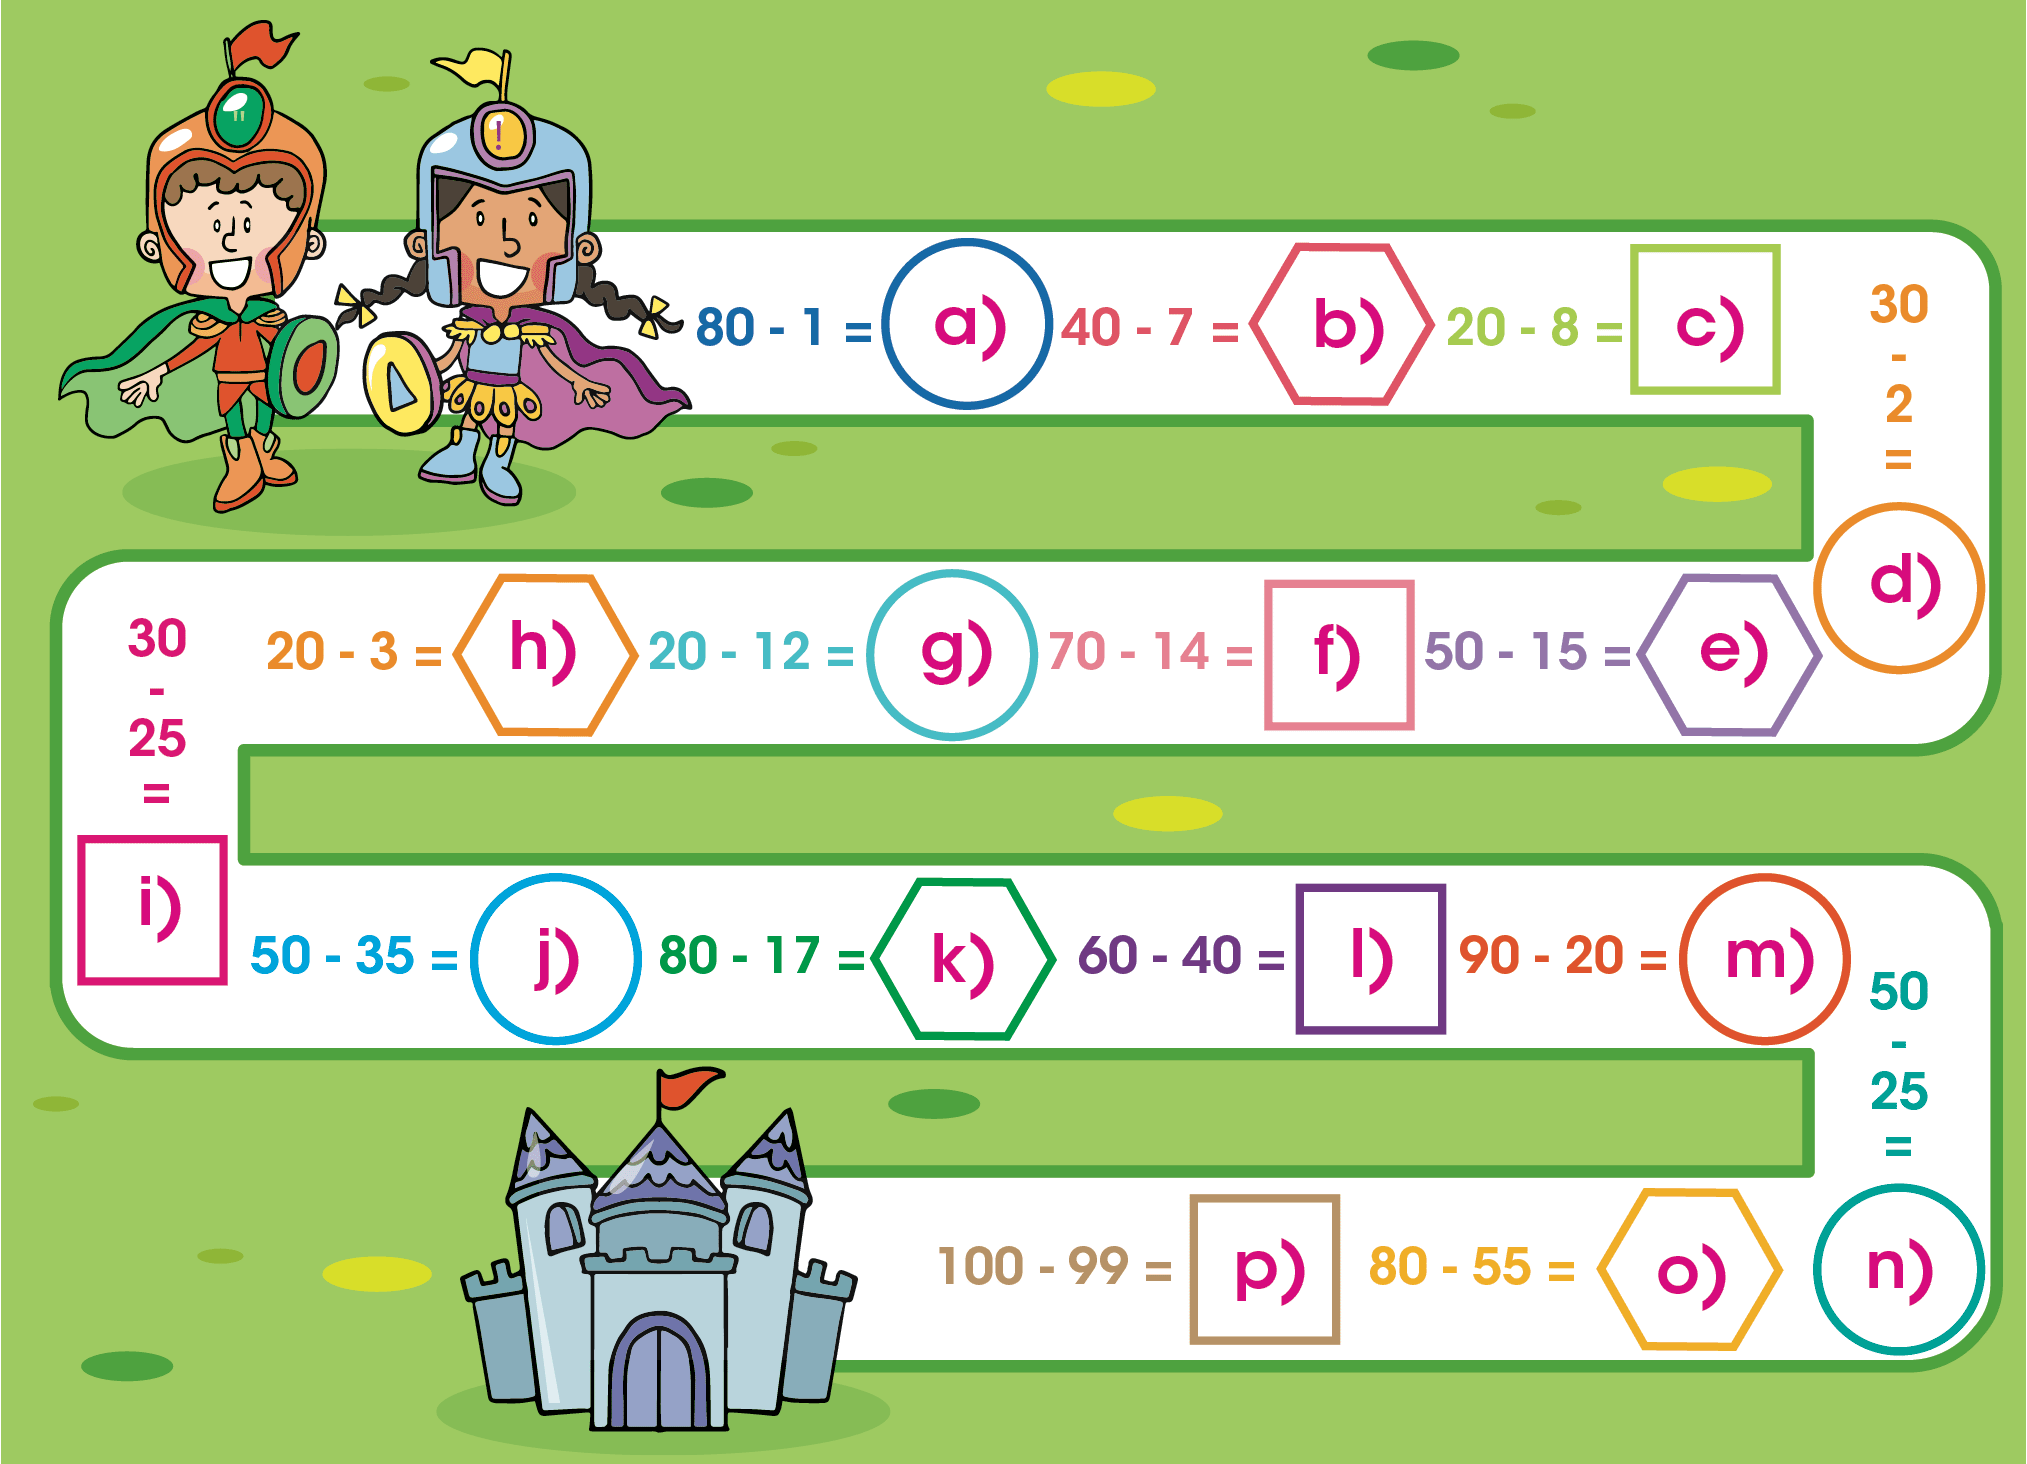 80 - 1 = a) 40 - 7 = b) 20 - 8 = c)
30
-
2
=
d)
20 - 3 = h) 20 - 12 = g) 70 - 14 = f) 50 - 15 = e)
30
-
25
=
i)
50 - 35 = j) 80 - 17 = k) 60 - 40 = l) 90 - 20 = m)
50
-
25
=
n)
100 - 99 = p) 80 - 55 = o)
!
"